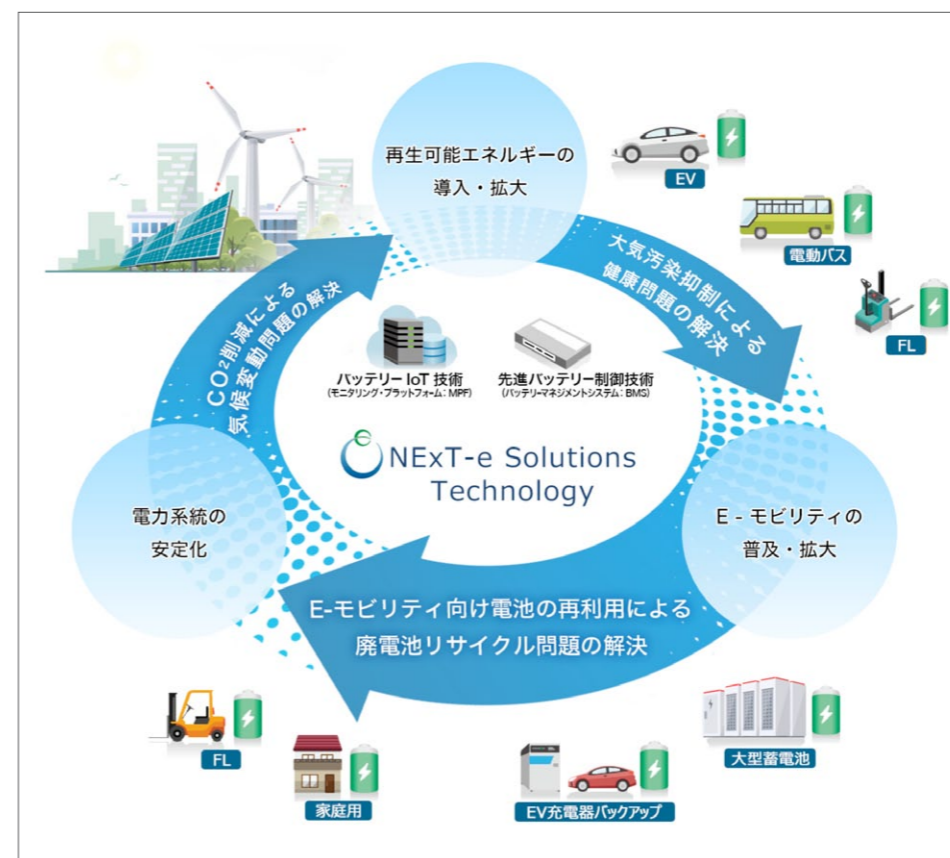 再生可能エネルギーの
導入・拡大
EV
電動バス
FL
大気汚染抑制による
健康問題の解決
CO²削減による
気候変動問題の解決
バッテリー IoT 技術
(モニタリング・プラットフォーム: MPF)
先進バッテリー制御技術
(バッテリーマネジメントシステム: BMS)
NExT-e Solutions
Technology
電力系統の
安定化
E - モビリティの
普及・拡大
E-モビリティ向け電池の再利用による
廃電池リサイクル問題の解決
FL
家庭用
EV充電器バックアップ
大型蓄電池